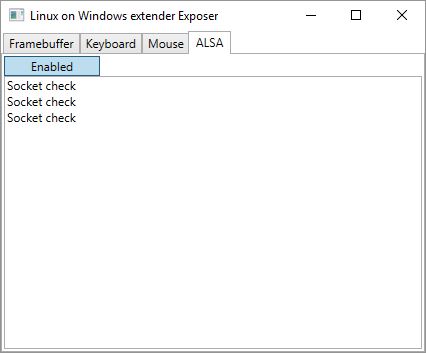 Linux on Windows extender Exposer
Framebuffer Keyboard Mouse ALSA
Enabled
Socket check
Socket check
Socket check